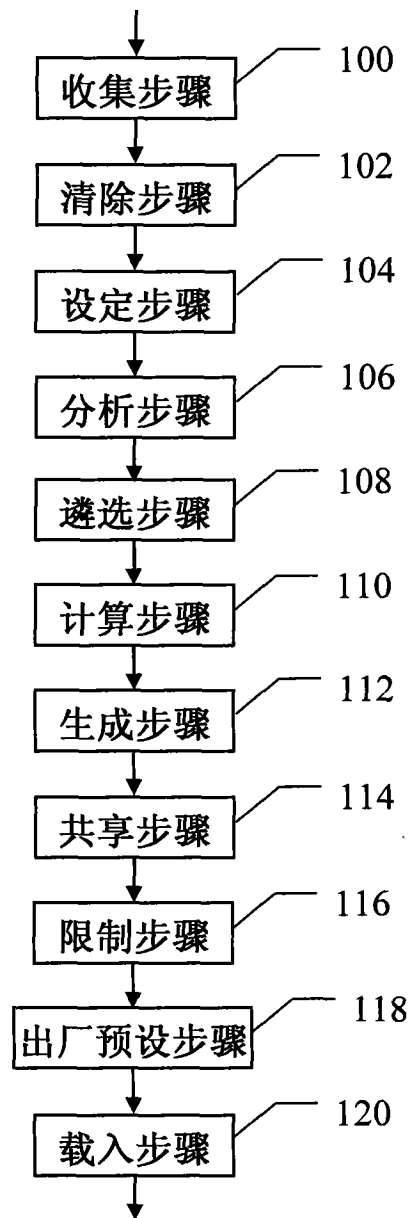 收集步骤 100
清除步骤 102
设定步骤 104
分析步骤 106
遴选步骤 108
计算步骤 110
生成步骤 112
共享步骤 114
限制步骤 116
出厂预设步骤 118
载入步骤 120